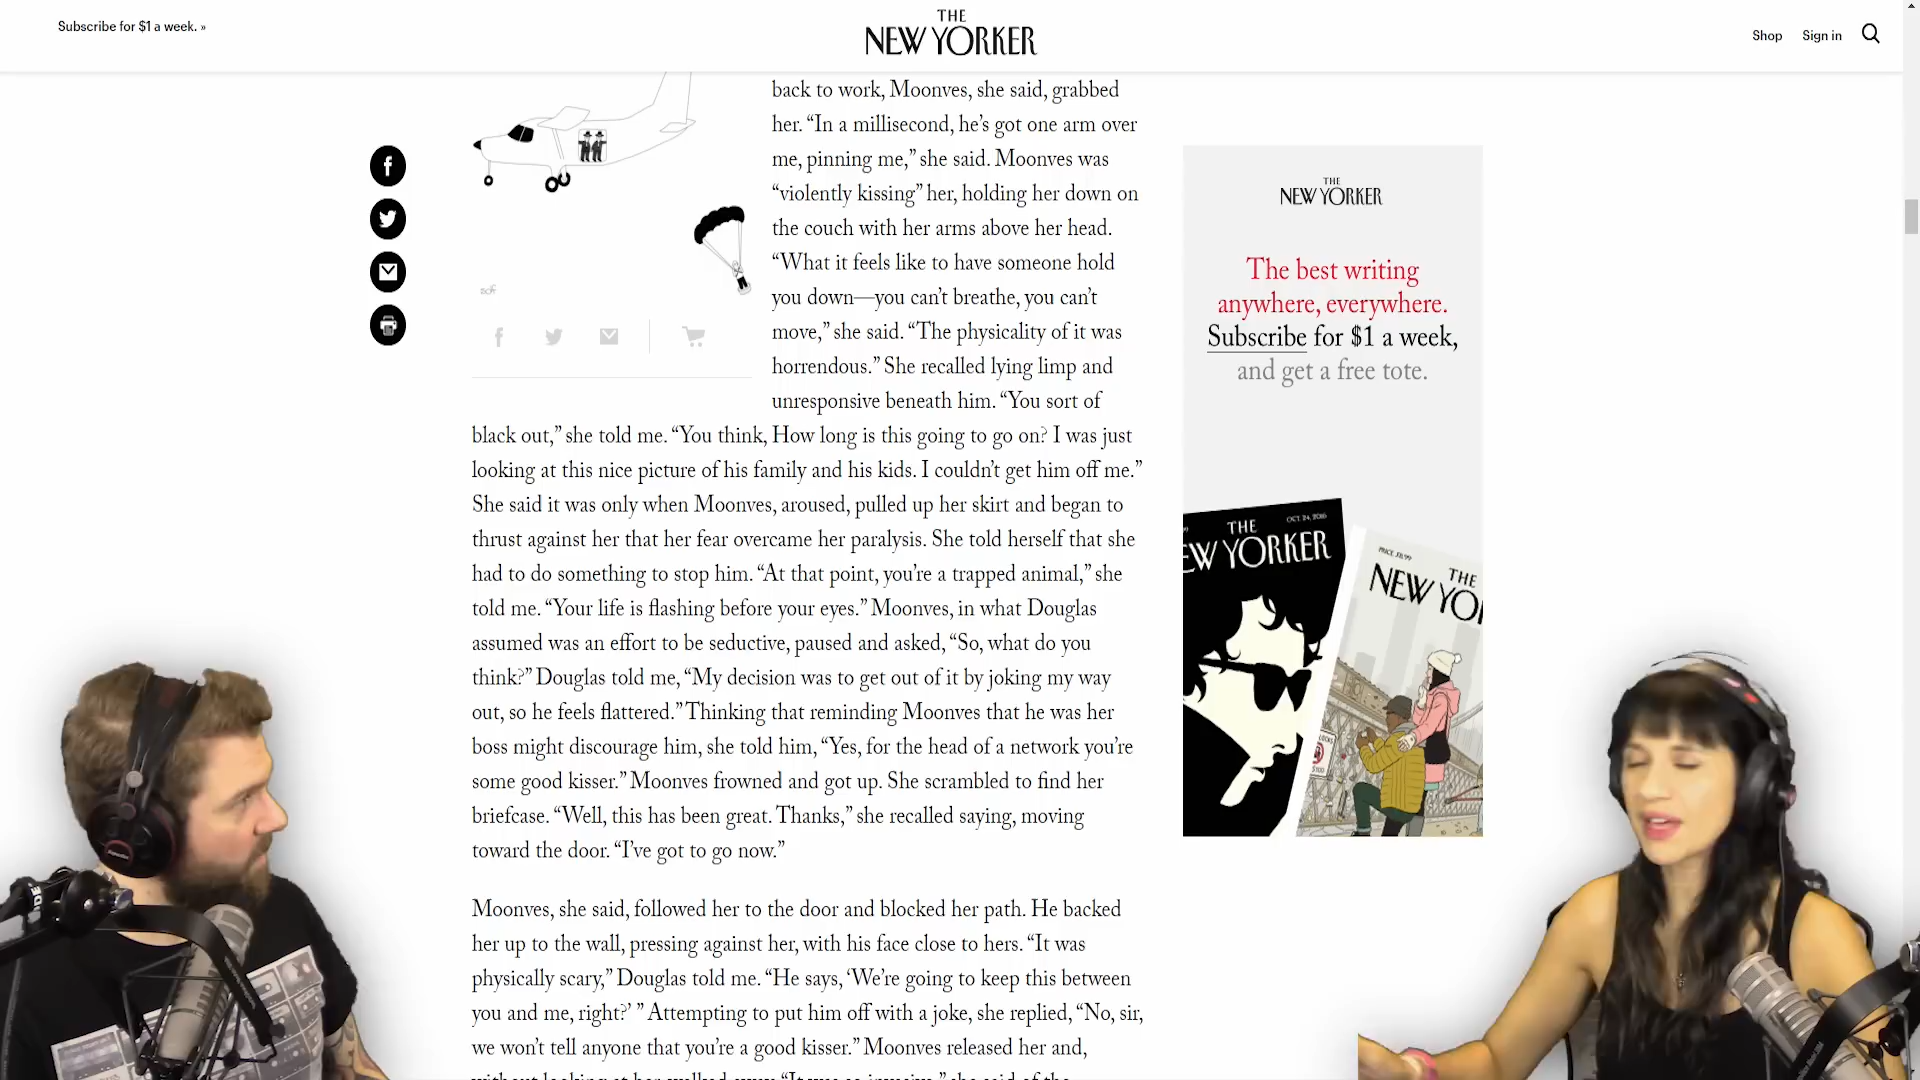 Subscribe for $1 a week. »
THE
NEW YORKER
Shop
Sign in
back to work, Moonves, she said, grabbed
her. “In a millisecond, he’s got one arm over
me, pinning me,” she said. Moonves was
“violently kissing” her, holding her down on
the couch with her arms above her head.
“What it feels like to have someone hold
you down—you can’t breathe, you can’t
move,” she said. “The physicality of it was
horrendous.” She recalled lying limp and
unresponsive beneath him. “You sort of
black out,” she told me. “You think, How long is this going to go on? I was just
looking at this nice picture of his family and his kids. I couldn’t get him off me.”
She said it was only when Moonves, aroused, pulled up her skirt and began to
thrust against her that her fear overcame her paralysis. She told herself that she
had to do something to stop him. “At that point, you’re a trapped animal,” she
told me. “Your life is flashing before your eyes.” Moonves, in what Douglas
assumed was an effort to be seductive, paused and asked, “So, what do you
think?” Douglas told me, “My decision was to get out of it by joking my way
out, so he feels flattered.” Thinking that reminding Moonves that he was her
boss might discourage him, she told him, “Yes, for the head of a network you’re
some good kisser.” Moonves frowned and got up. She scrambled to find her
briefcase. “Well, this has been great. Thanks,” she recalled saying, moving
toward the door. “I’ve got to go now.”
Moonves, she said, followed her to the door and blocked her path. He backed
her up to the wall, pressing against her, with his face close to hers. “It was
physically scary,” Douglas told me. “He says, ‘We’re going to keep this between
you and me, right?’ ” Attempting to put him off with a joke, she replied, “No, sir,
we won’t tell anyone that you’re a good kisser.” Moonves released her and,
THE
NEW YORKER
The best writing
anywhere, everywhere.
Subscribe for $1 a week,
and get a free tote.
OCT. 24, 2016
THE
EW YORKER
PRICE $8.99
THE
NEW YO